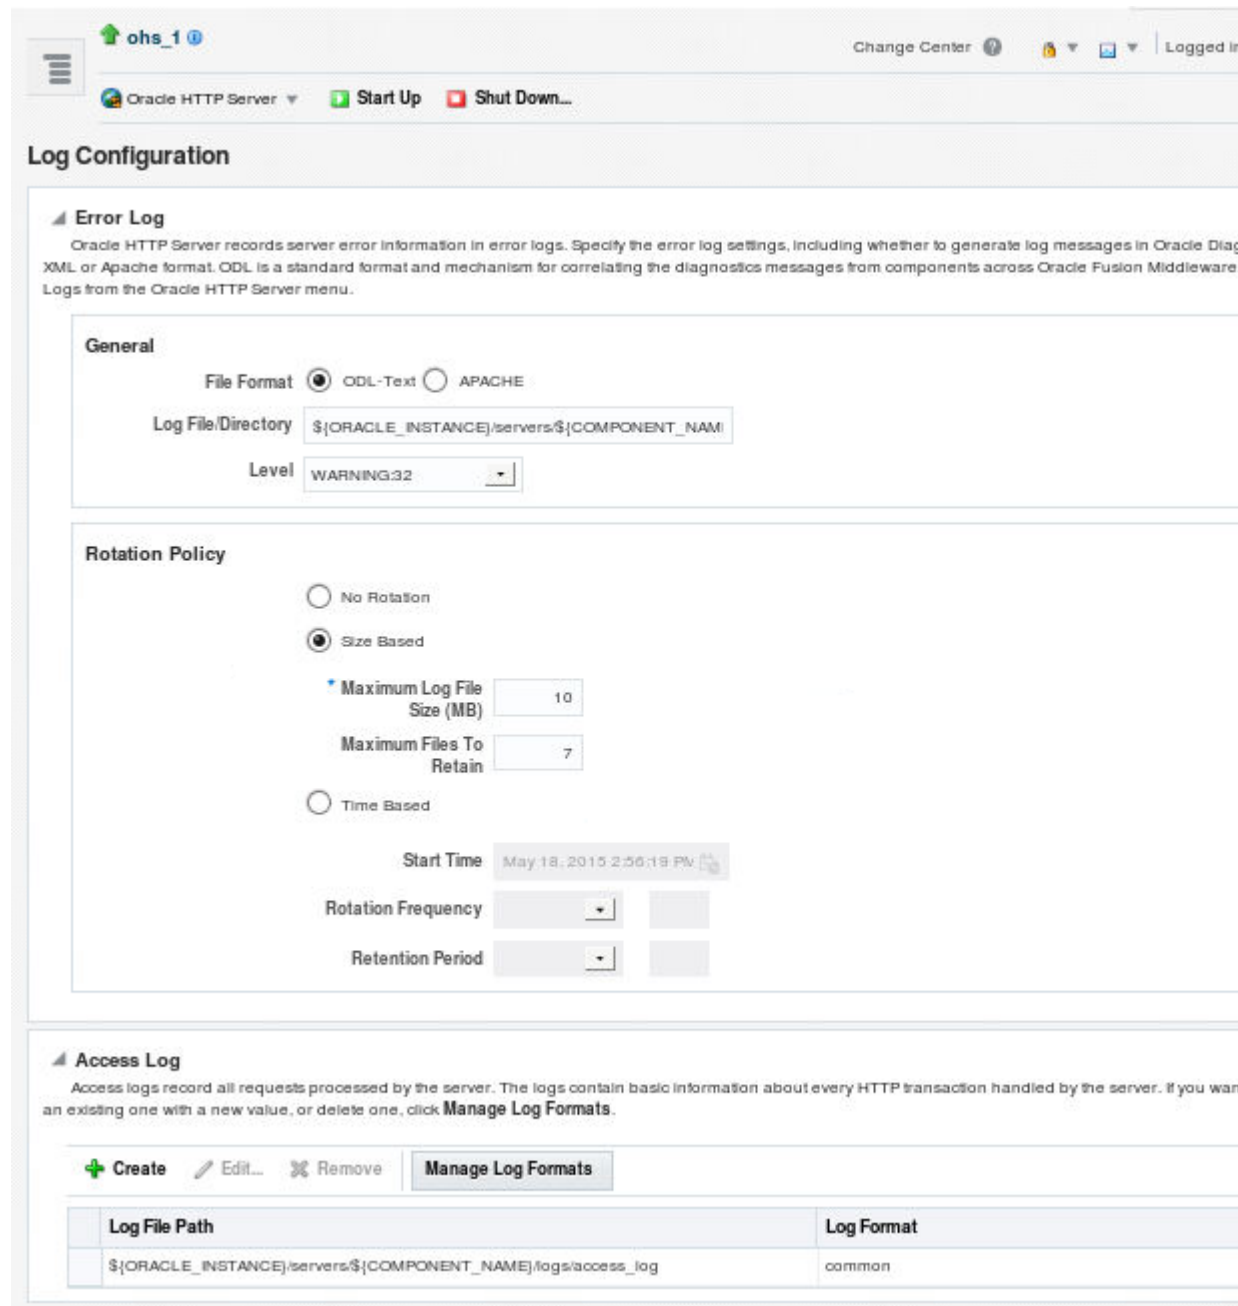 ohs_1
Change Center
Logged
Oracle HTTP Server
Start Up
Shut Down...
Log Configuration
Error Log
Oracle HTTP Server records server error information in error logs. Specify the error log settings, including whether to generate log messages in Oracle
XML or Apache format. ODL is a standard format and mechanism for correlating the diagnostics messages from components across Oracle Fusion Middleware
Logs from the Oracle HTTP Server menu.
General
File Format ODL-Text APACHE
Log File/Directory ${ORACLE_INSTANCE}/servers/${COMPONENT_NAM
Level WARNING:32
Rotation Policy
No Rotation
Size Based
* Maximum Log File
Size (MB)
10
Maximum Files To
Retain
7
Time Based
Start Time May 18, 2015 2:56:19 PM
Rotation Frequency
Retention Period
Access Log
Access logs record all requests processed by the server. The logs contain basic information about every HTTP transaction handled by the server. If you
an existing one with a new value, or delete one, click Manage Log Formats.
Create Edit... Remove Manage Log Formats
Log File Path Log Format
${ORACLE_INSTANCE}/servers/${COMPONENT_NAME}/logs/access_log common